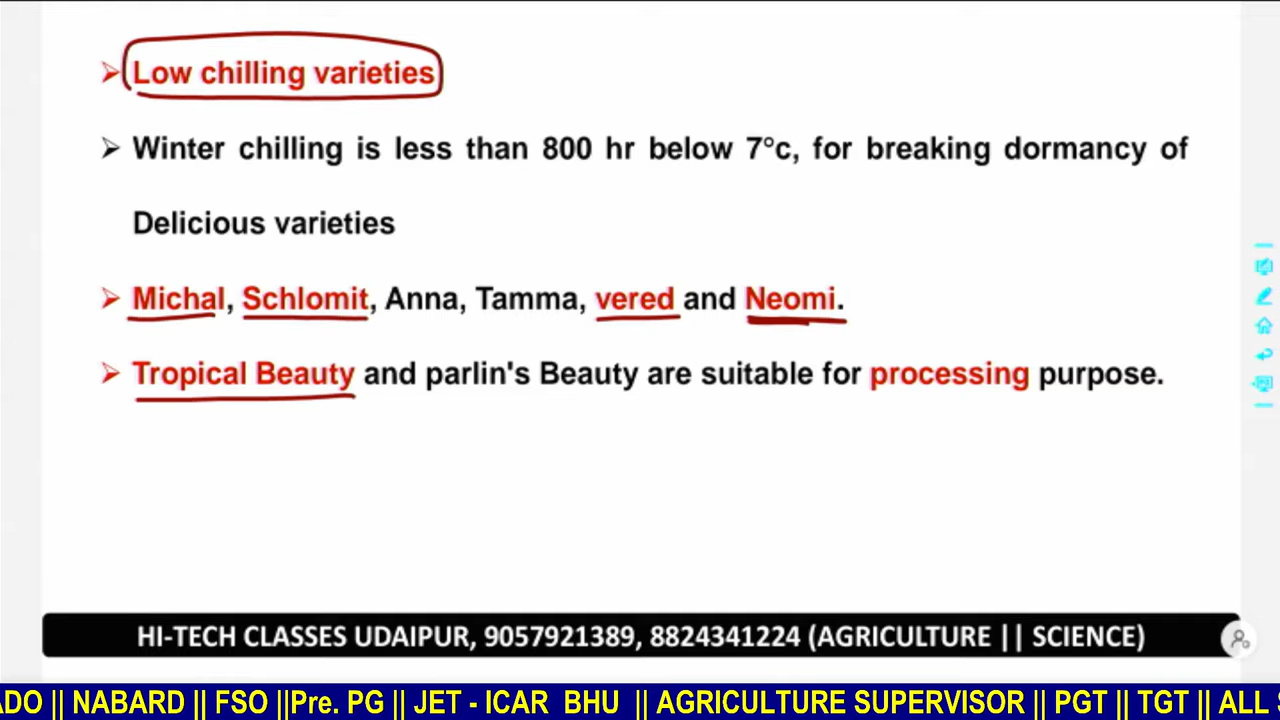 Low chilling varieties
Winter chilling is less than 800 hr below 7°c, for breaking dormancy of
Delicious varieties
Michal, Schlomit, Anna, Tamma, vered and Neomi.
Tropical Beauty and parlin's Beauty are suitable for processing purpose.
HI-TECH CLASSES UDAIPUR, 9057921389, 8824341224 (AGRICULTURE || SCIENCE)
ADO || NABARD || FSO ||Pre. PG || JET - ICAR BHU || AGRICULTURE SUPERVISOR || PGT || TGT || ALL